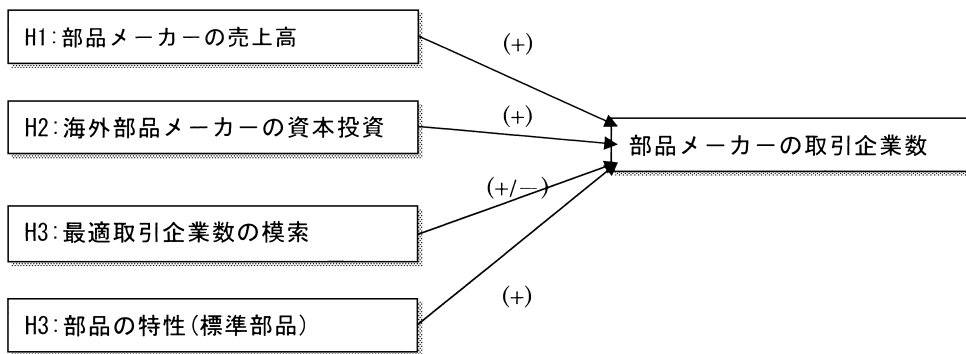 H1:部品メーカーの売上高
(+)
H2:海外部品メーカーの資本投資
(+)
部品メーカーの取引企業数
(+/−)
H3:最適取引企業数の模索
(+)
H3:部品の特性(標準部品)